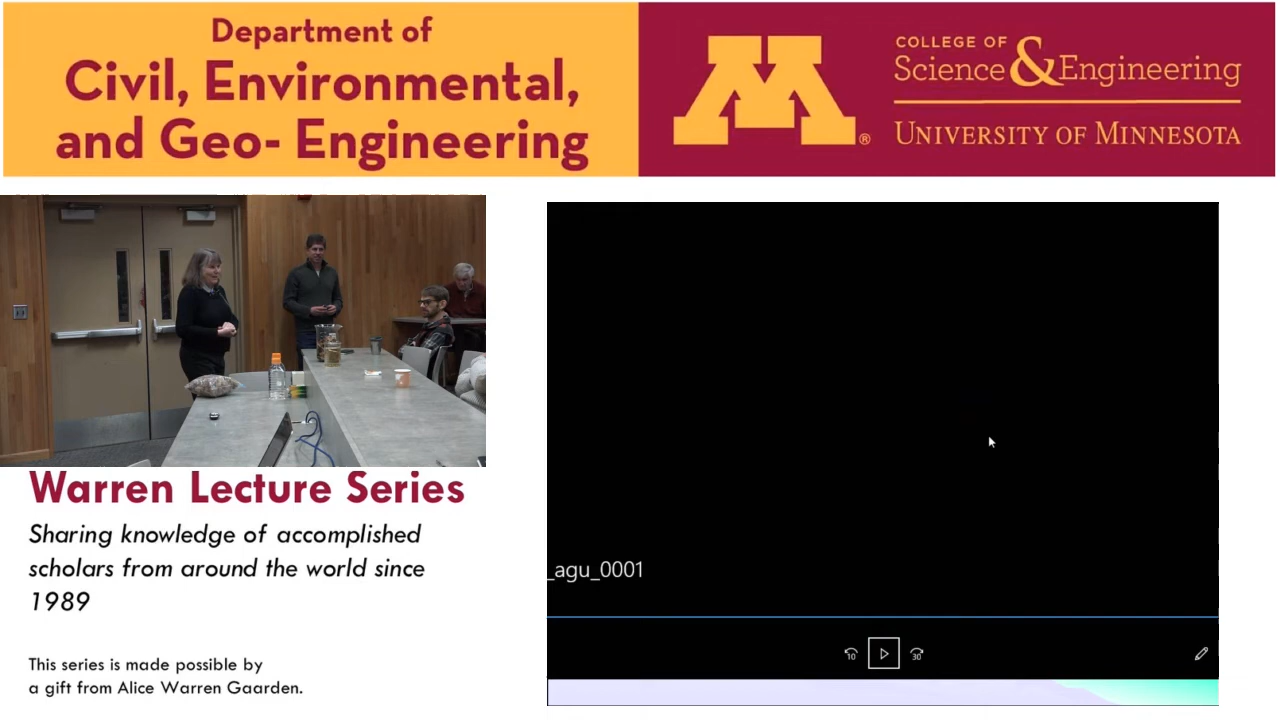 Department of
Civil, Environmental,
and Geo- Engineering
COLLEGE OF
Science & Engineering
UNIVERSITY OF MINNESOTA
M®
Warren Lecture Series
Sharing knowledge of accomplished
scholars from around the world since
1989
This series is made possible by
a gift from Alice Warren Gaarden.
_agu_0001
10
30